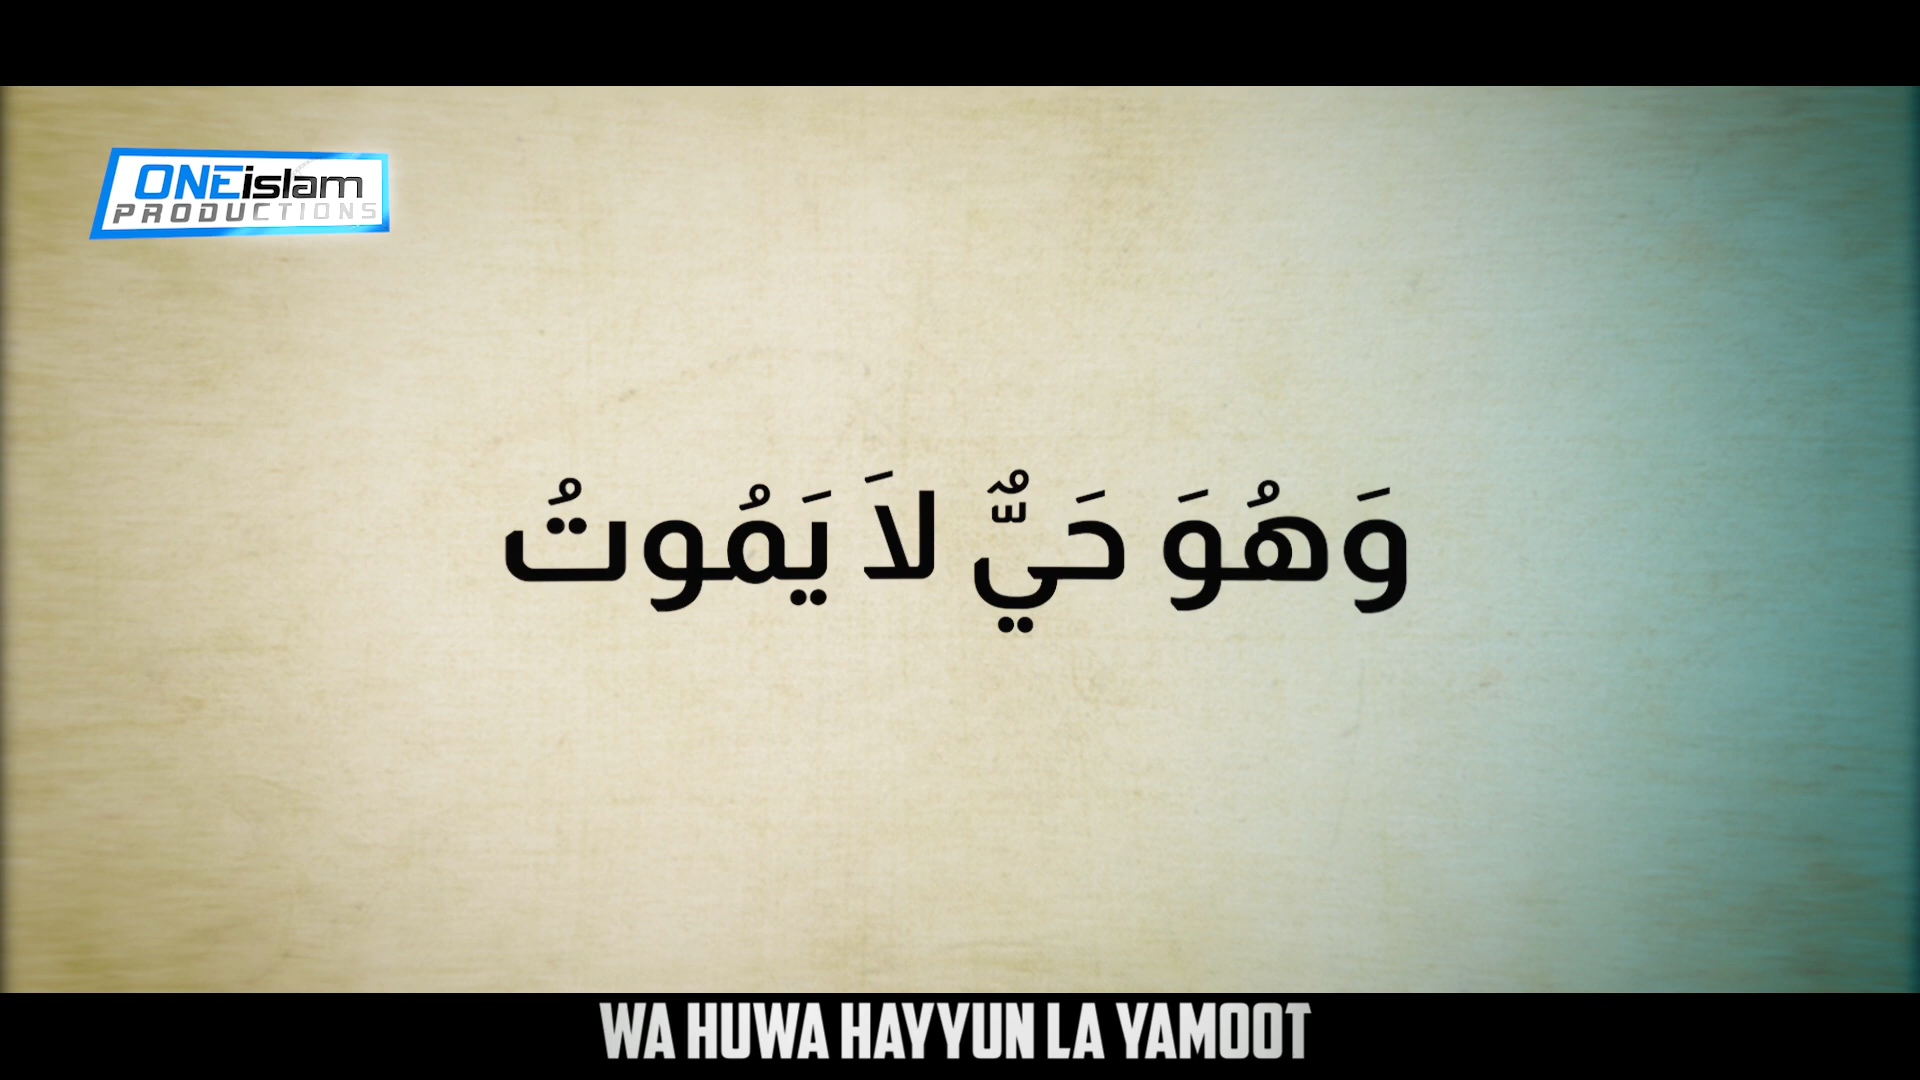 ONEislam
PRODUCTIONS
وَهُوَ حَيٌّ لاَ يَمُوتُ
WA HUWA HAYYUN LA YAMOOT